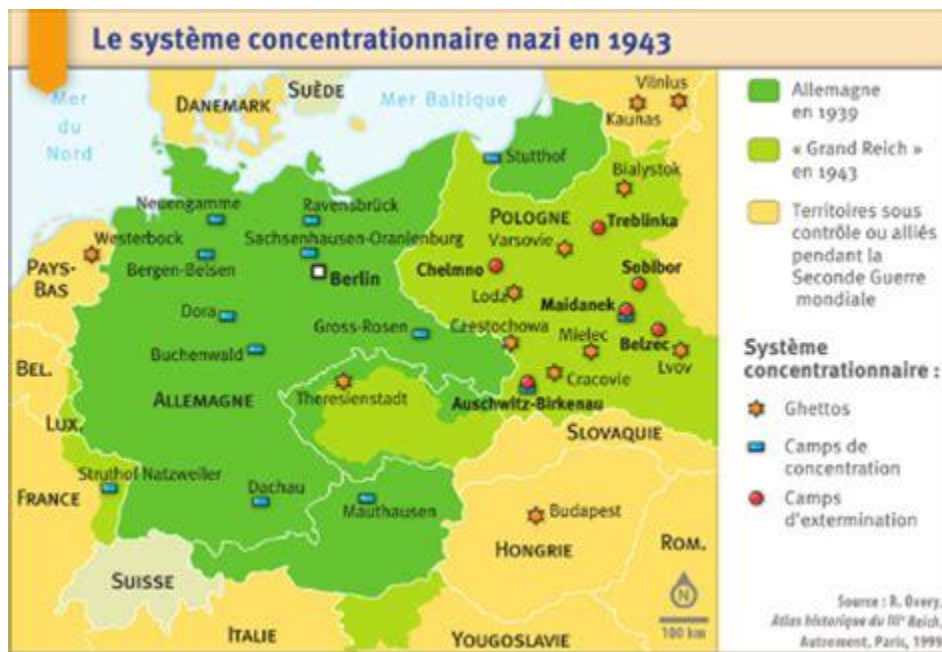 Le système concentrationnaire nazi en 1943
Mer
du
Nord
DANEMARK
SUÈDE
Mer Baltique
Vilnius
Kaunas
Stutthof
Bialystok
Neuengamme
Ravensbrück
POLOGNE
Treblinka
Westerbock
Sachsenhausen-Oranienburg
Varsovie
PAYS-
BAS
Bergen-Belsen
Berlin
Chelmno
Sobibor
Lodz
Maidanek
Dora
Gross-Rosen
Czestochowa
Mielec
Belzec
Buchenwald
Lvov
BEL.
Cracovie
Theresienstadt
ALLEMAGNE
Auschwitz-Birkenau
LUX.
SLOVAQUIE
Struthof Natzweiler
FRANCE
Dachau
Mauthausen
Budapest
HONGRIE
ROM.
SUISSE
N
100 km
ITALIE
YOUGOSLAVIE
Allemagne
en 1939
« Grand Reich »
en 1943
Territoires sous
contrôle ou alliés
pendant la
Seconde Guerre
mondiale
Système
concentrationnaire :
Ghettos
Camps de
concentration
Camps
d'extermination
Source : R. Overy,
Atlas historique du IIIe Reich,
Autrement, Paris, 1999